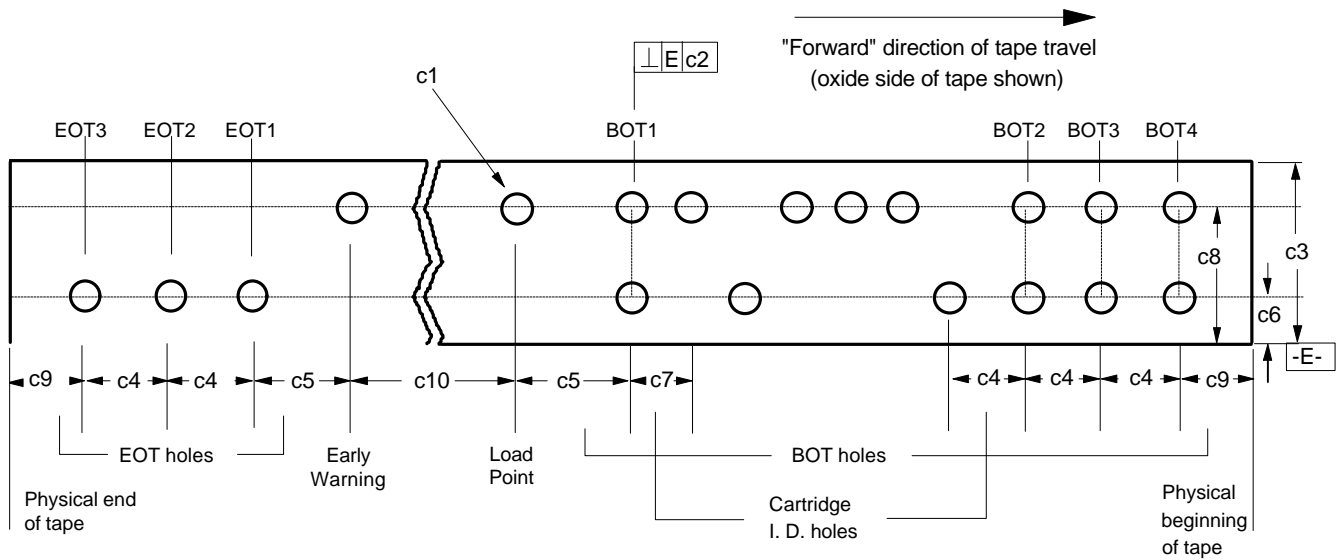 "Forward" direction of tape travel
(oxide side of tape shown)
⊥ E c2
c1
EOT3 EOT2 EOT1 BOT1 BOT2 BOT3 BOT4
c8 c3
c6
-E-
c9 c4 c4 c5 c10 c5 c7 c4 c4 c4 c9
EOT holes
Early
Warning
Load
Point
BOT holes
Physical end
of tape
Cartridge
I. D. holes
Physical
beginning
of tape